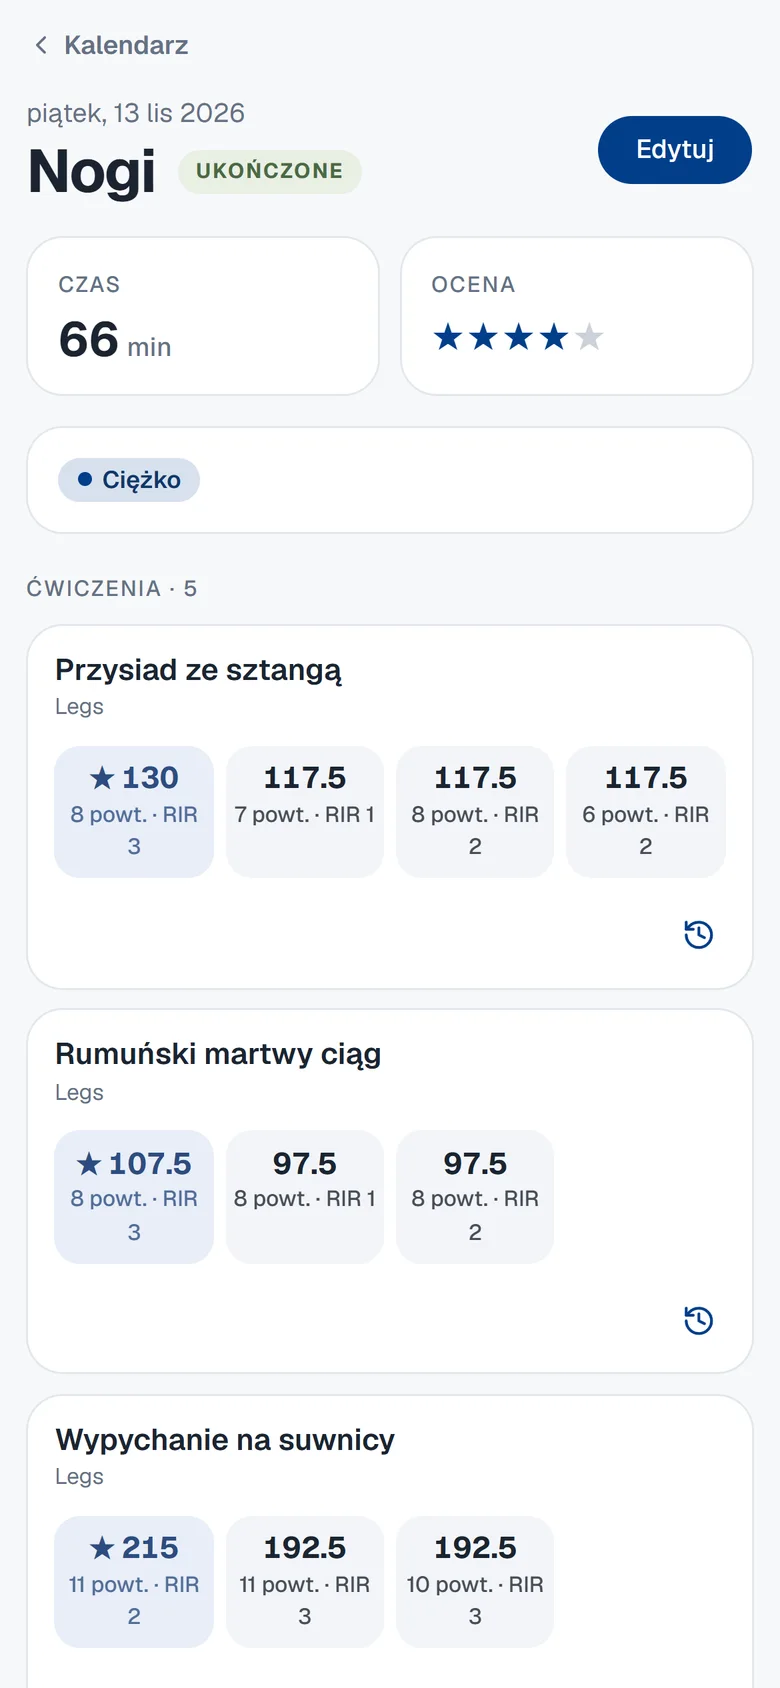 Kalendarz
piątek, 13 lis 2026
Nogi UKOŃCZONE
Edytuj
CZAS
66 min
OCENA
★★★★★
Ciężko
ĆWICZENIA · 5
Przysiad ze sztangą
Legs
★ 130
8 powt. · RIR
3
117.5
7 powt. · RIR 1
117.5
8 powt. · RIR
2
117.5
6 powt. · RIR
2
Rumuński martwy ciąg
Legs
★ 107.5
8 powt. · RIR
3
97.5
8 powt. · RIR 1
97.5
8 powt. · RIR
2
Wypychanie na suwnicy
Legs
★ 215
11 powt. · RIR
2
192.5
11 powt. · RIR
3
192.5
10 powt. · RIR
3